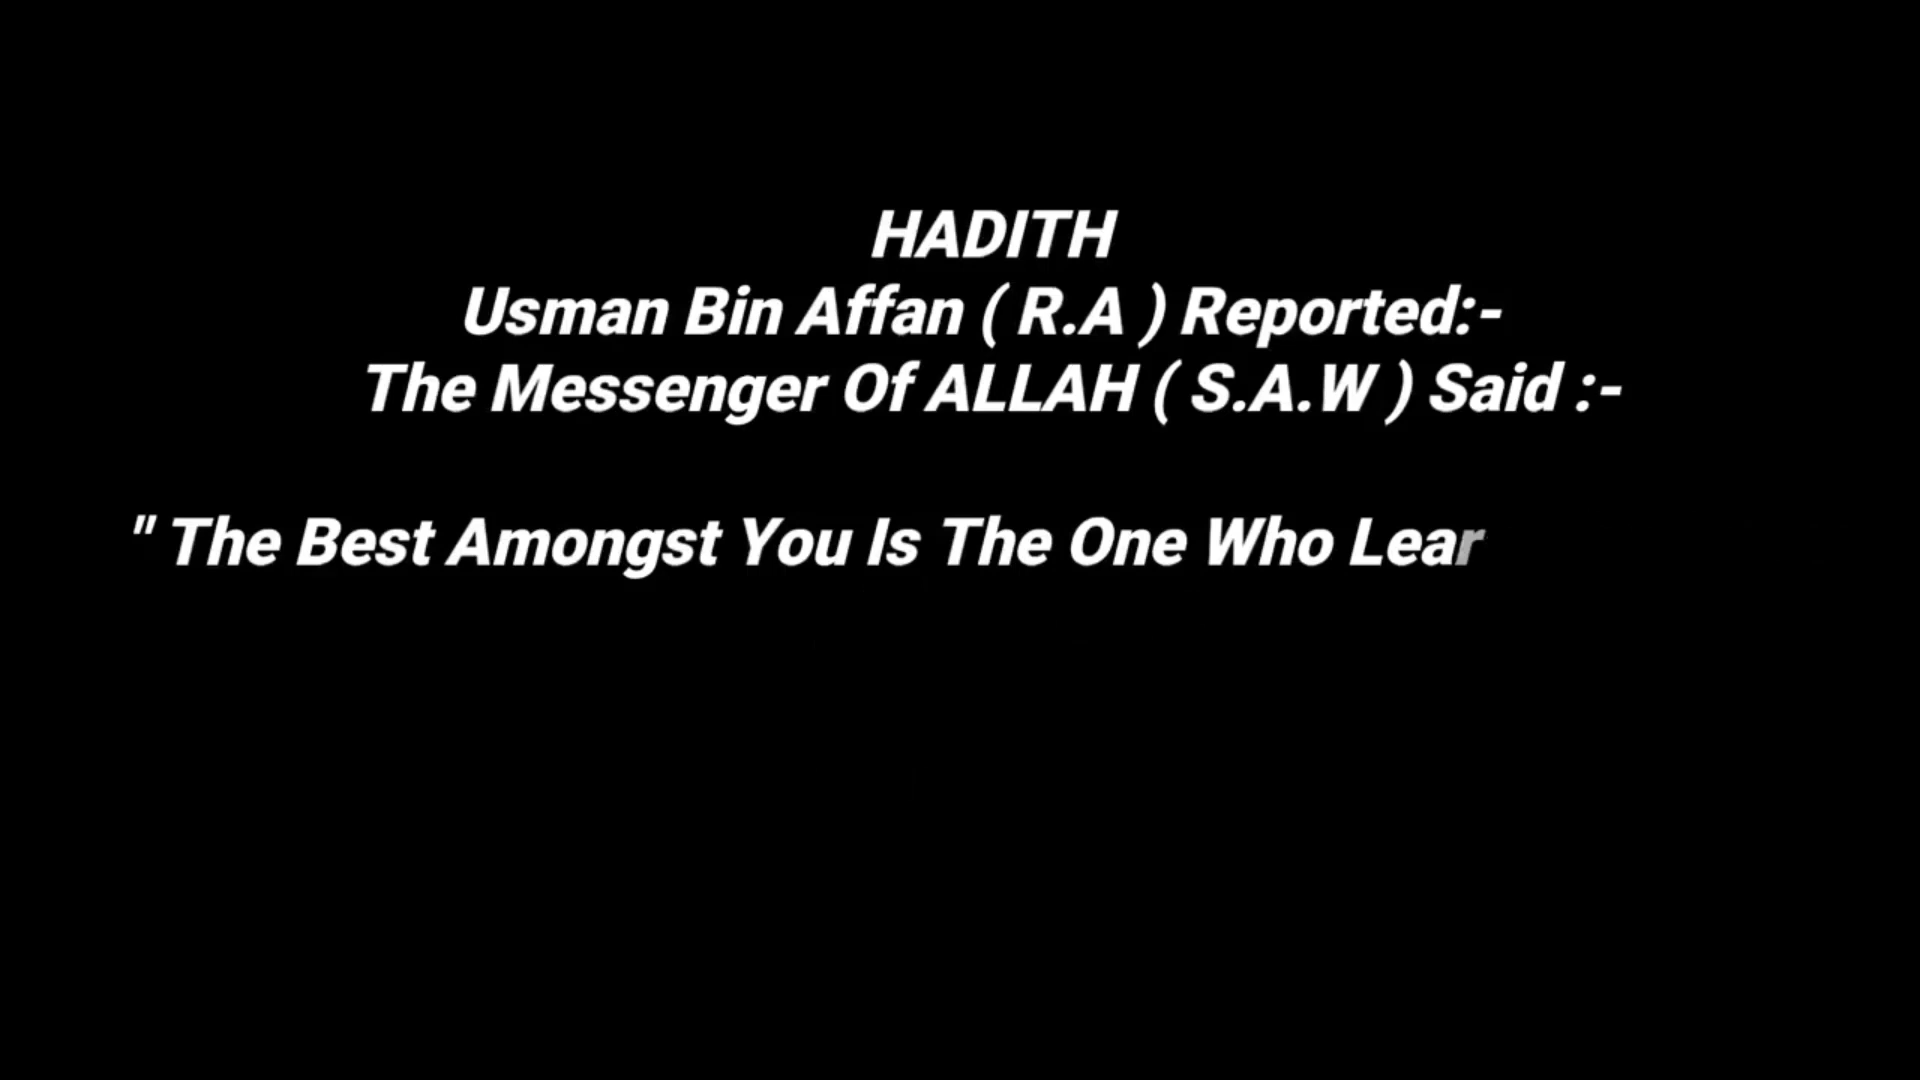 HADITH
Usman Bin Affan ( R.A ) Reported:-
The Messenger Of ALLAH ( S.A.W ) Said :-
" The Best Amongst You Is The One Who Lear